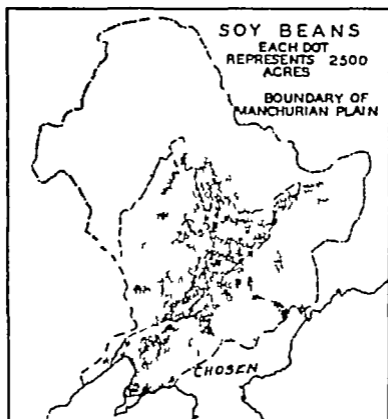 SOY BEANS
EACH DOT
REPRESENTS 2500
ACRES
BOUNDARY OF
MANCHURIAN PLAIN
CHOSEN